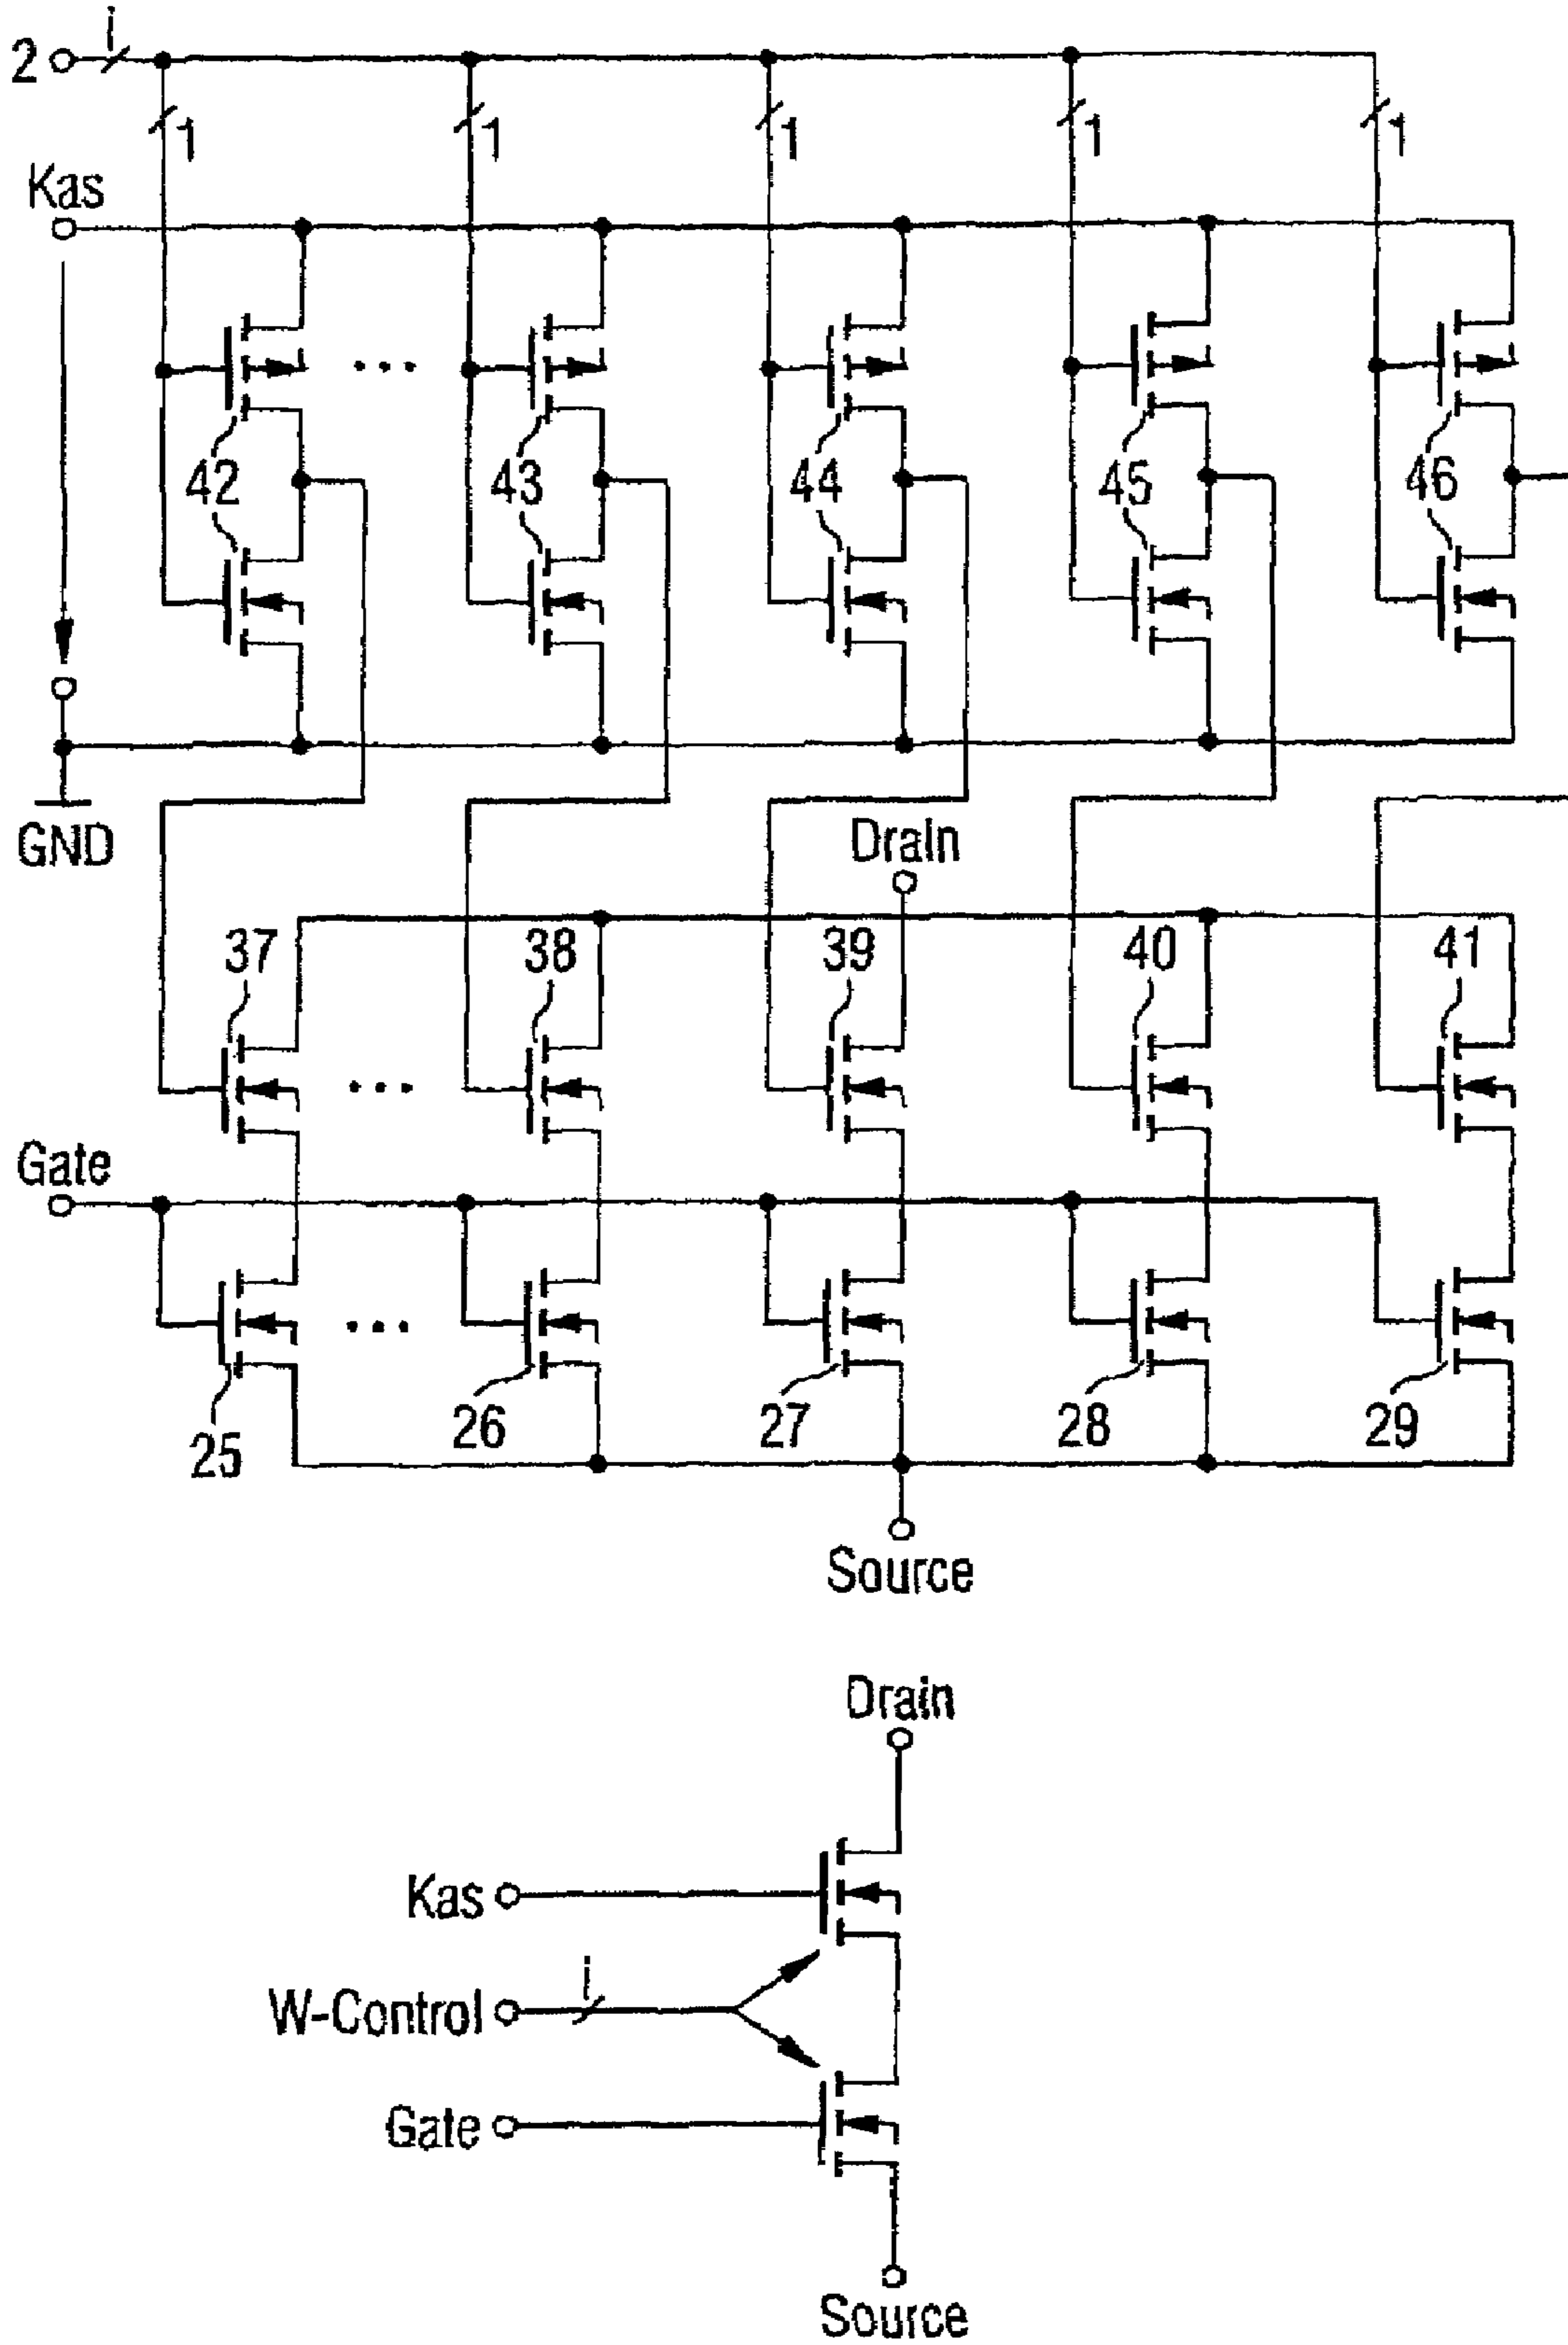 i
2
1 1 1 1 1
Kas
42 ... 43 44 45 46
GND
Drain
37 38 39 40 41
...
Gate
...
25 26 27 28 29
Source
Drain
Kas
i
W-Control
Gate
Source